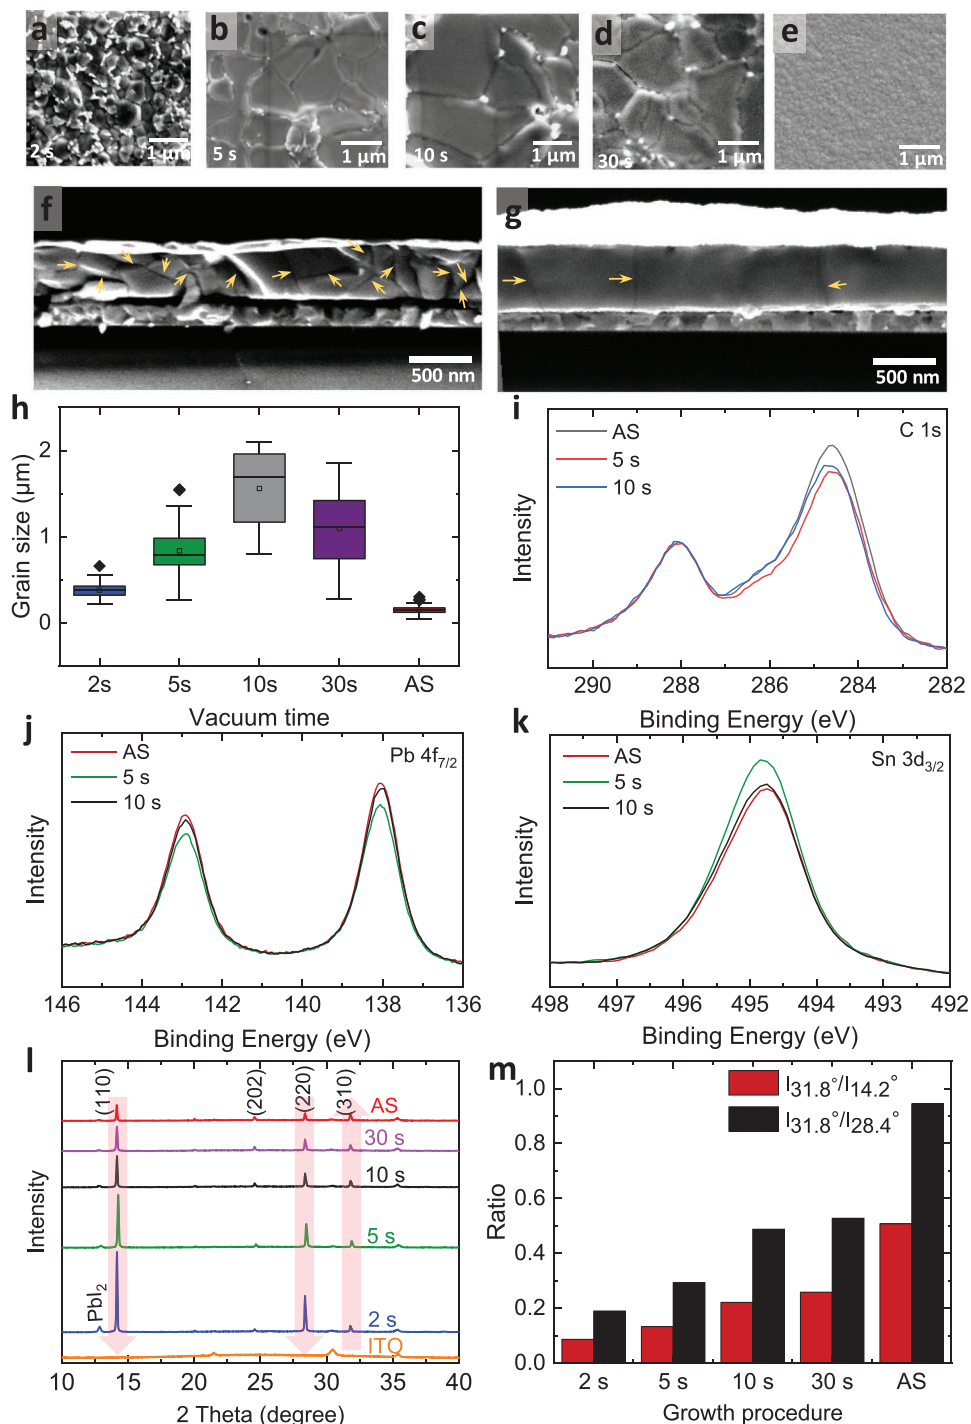 a
2 s
1 µm
b
5 s
1 µm
c
10 s
1 µm
d
30 s
1 µm
e
1 µm
f
500 nm
g
500 nm
h
Grain size (µm)
2
1
0
2s 5s 10s 30s AS
Vacuum time
i
AS
5 s
10 s
C 1s
Intensity
290 288 286 284 282
Binding Energy (eV)
j
AS
5 s
10 s
Pb 4f7/2
Intensity
146 144 142 140 138 136
Binding Energy (eV)
k
AS
5 s
10 s
Sn 3d3/2
Intensity
498 497 496 495 494 493 492
Binding Energy (eV)
l
(110)
(202)
(220)
(310)
AS
30 s
10 s
5 s
PbI2
2 s
ITO
Intensity
10 15 20 25 30 35 40
2 Theta (degree)
m
I31.8°/I14.2°
I31.8°/I28.4°
Ratio
1.0
0.8
0.6
0.4
0.2
0.0
2 s 5 s 10 s 30 s AS
Growth procedure